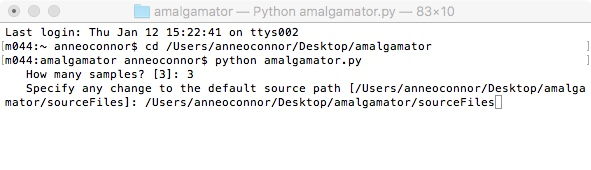 amalgamator — Python amalgamator.py — 83×10
Last login: Thu Jan 12 15:22:41 on ttys002
[m044:~ anneoconnor$ cd /Users/anneoconnor/Desktop/amalgamator ]
[m044:amalgamator anneoconnor$ python amalgamator.py ]
How many samples? [3]: 3
Specify any change to the default source path [/Users/anneoconnor/Desktop/amalga
mator/sourceFiles]: /Users/anneoconnor/Desktop/amalgamator/sourceFiles